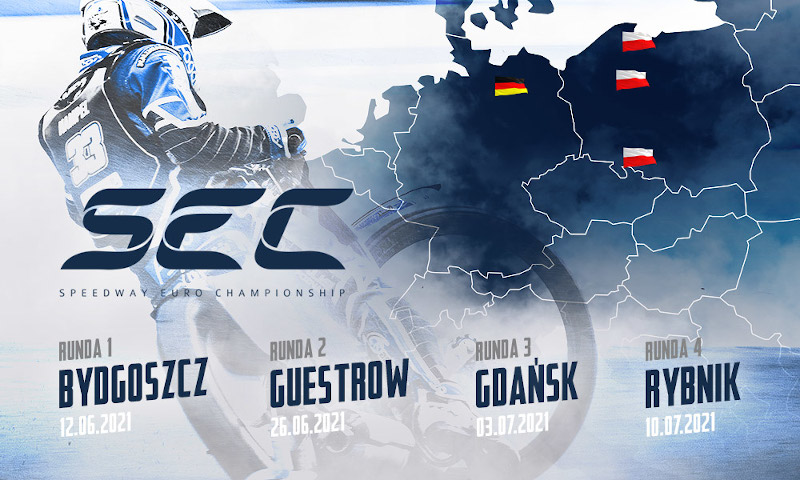 33
SEC
SPEEDWAY EURO CHAMPIONSHIP
RUNDA 1
BYDGOSZCZ
12.06.2021
RUNDA 2
GUESTROW
26.06.2021
RUNDA 3
GDAŃSK
03.07.2021
RUNDA 4
RYBNIK
10.07.2021